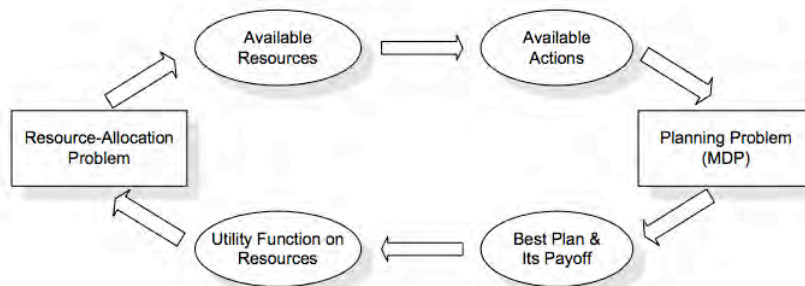 Available
Resources
Available
Actions
Resource-Allocation
Problem
Planning Problem
(MDP)
Utility Function on
Resources
Best Plan &
Its Payoff